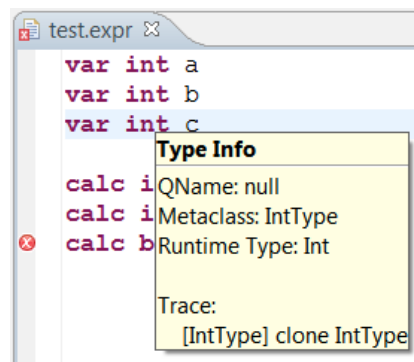 test.expr
var int a
var int b
var int c
Type Info
calc i
QName: null
calc i
Metaclass: IntType
calc b
Runtime Type: Int
Trace:
[IntType] clone IntType